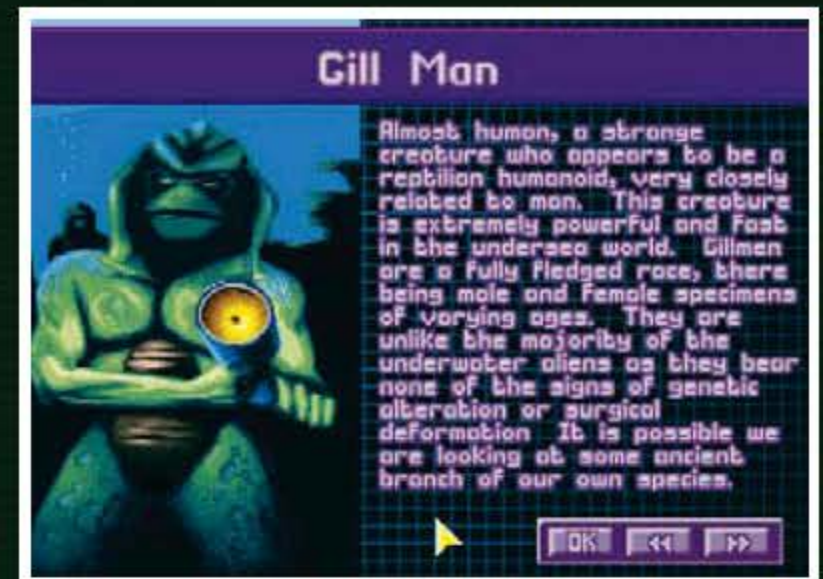 Gill Man
Almost human, a strange
creature who appears to be a
reptilian humanoid, very closely
related to man. This creature
is extremely powerful and fast
in the undersea world. Gillmen
are a fully fledged race, there
being male and female specimens
of varying ages. They are
unlike the majority of the
underwater aliens as they bear
none of the signs of genetic
alteration or surgical
deformation It is possible we
are looking at some ancient
branch of our own species.
OK << >>